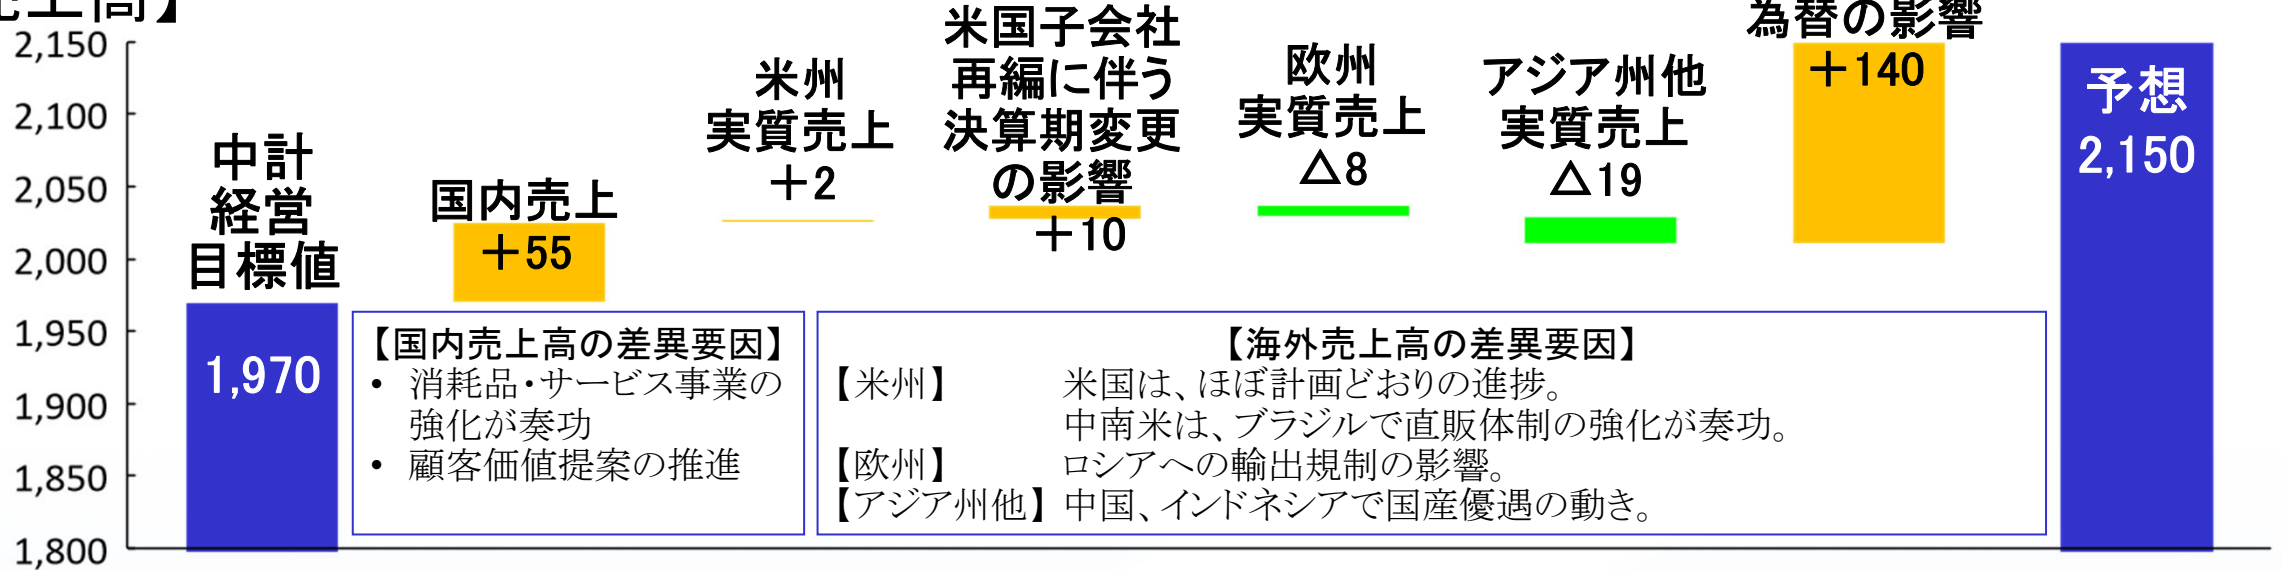 売上高】
2,150
2,100
2,050
2,000
1,950
1,900
1,850
1,800
中計
経営
目標値
1,970
国内売上
+55
米州
実質売上
+2
米国子会社
再編に伴う
決算期変更
の影響
+10
欧州
実質売上
△8
アジア州他
実質売上
△19
為替の影響
+140
予想
2,150
【国内売上高の差異要因】
• 消耗品・サービス事業の
強化が奏功
• 顧客価値提案の推進
【海外売上高の差異要因】
【米州】 米国は、ほぼ計画どおりの進捗。
中南米は、ブラジルで直販体制の強化が奏功。
【欧州】 ロシアへの輸出規制の影響。
【アジア州他】 中国、インドネシアで国産優遇の動き。